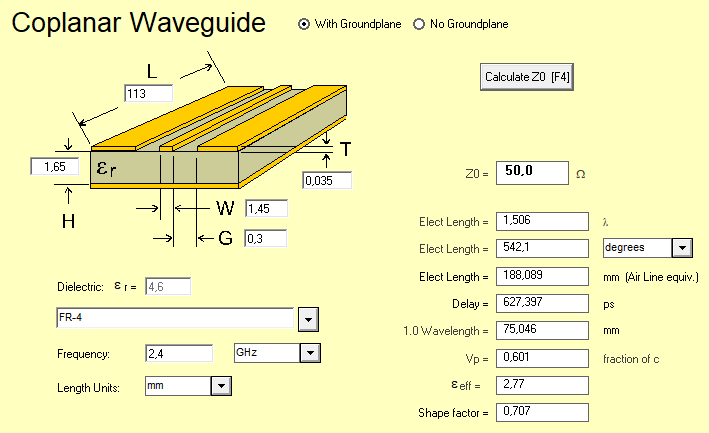 Coplanar Waveguide With Groundplane No Groundplane
L
113
Calculate Z0 [F4]
T
1,65
εr
0,035
Z0 = 50,0 Ω
H
W 1,45
G 0,3
Elect Length = 1,506 λ
Elect Length = 542,1 degrees
Elect Length = 188,089 mm (Air Line equiv.)
Dielectric: ε r = 4,6
Delay = 627,397 ps
FR-4
1.0 Wavelength = 75,046 mm
Frequency: 2,4 GHz
Vp = 0,601 fraction of c
Length Units: mm
εeff = 2,77
Shape factor = 0,707